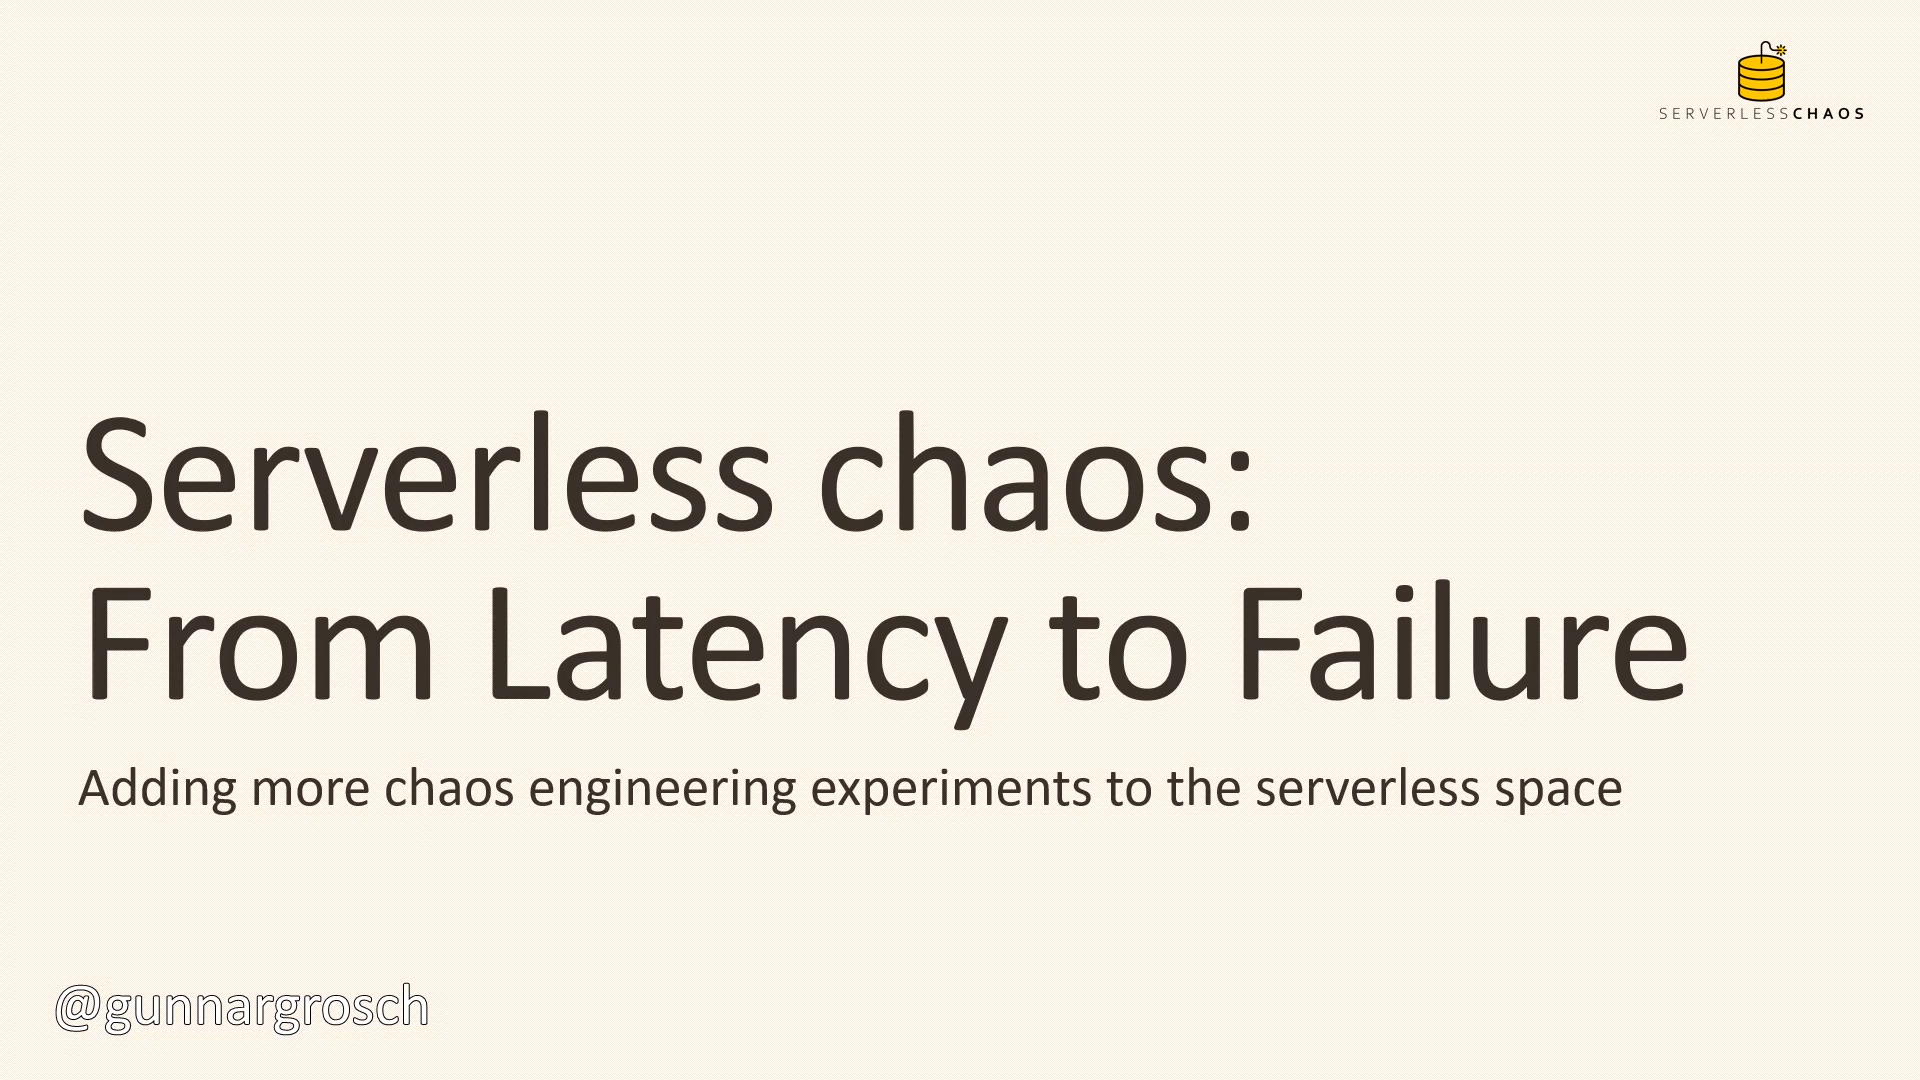 SERVERLESSCHAOS
Serverless chaos:
From Latency to Failure
Adding more chaos engineering experiments to the serverless space
@gunnargrosch